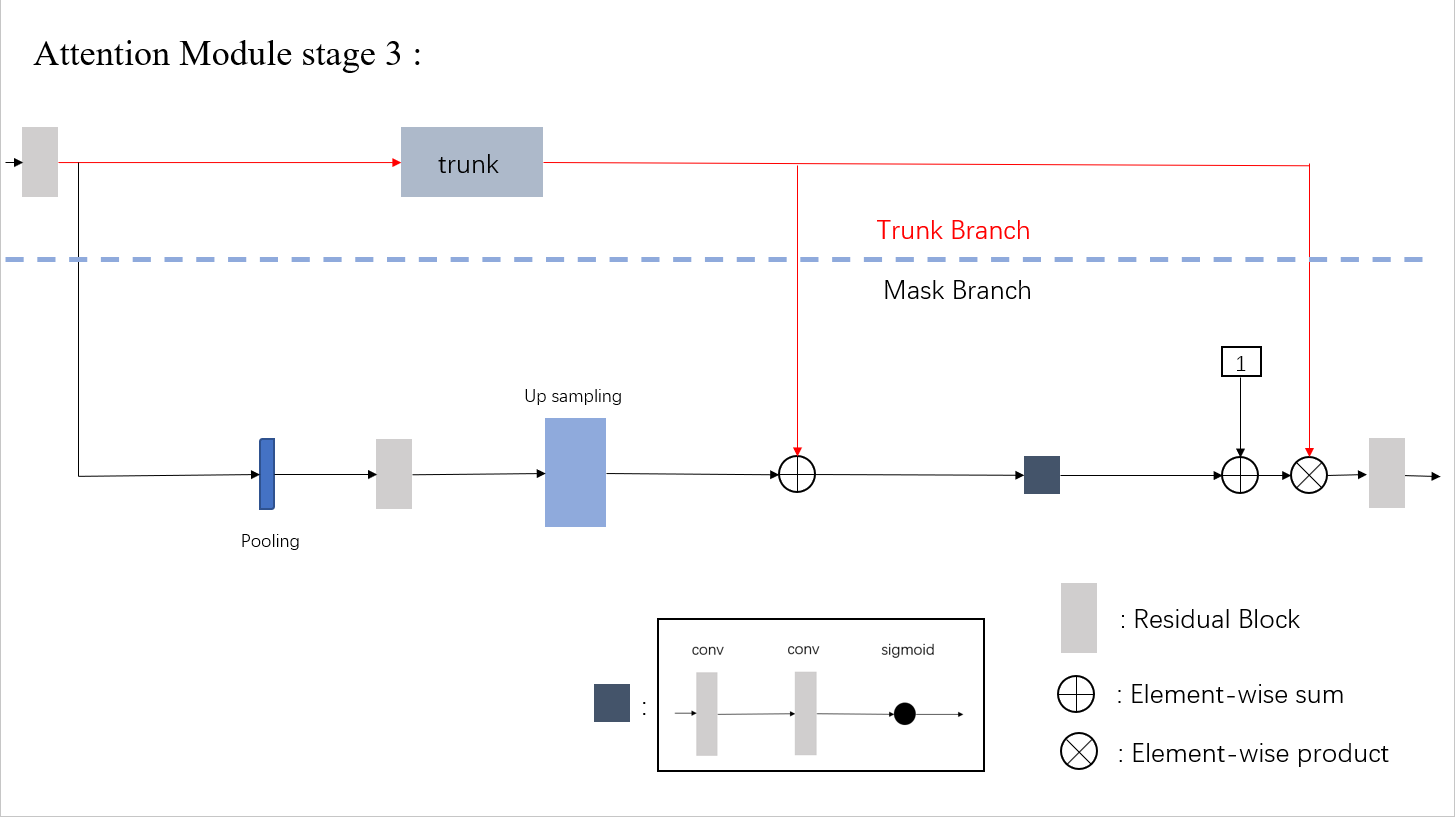 Attention Module stage 3 :
trunk
Trunk Branch
Mask Branch
1
Up sampling
Pooling
: Residual Block
conv conv sigmoid
:
: Element-wise sum
: Element-wise product